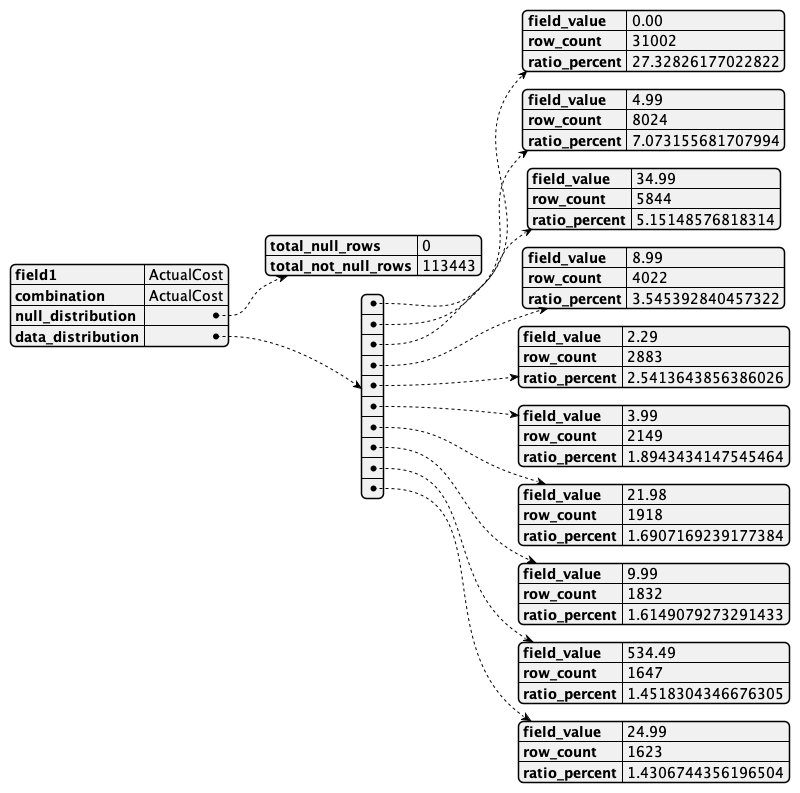 field1 ActualCost
combination ActualCost
null_distribution
data_distribution
total_null_rows 0
total_not_null_rows 113443
field_value 0.00
row_count 31002
ratio_percent 27.32826177022822
field_value 4.99
row_count 8024
ratio_percent 7.073155681707994
field_value 34.99
row_count 5844
ratio_percent 5.15148576818314
field_value 8.99
row_count 4022
ratio_percent 3.545392840457322
field_value 2.29
row_count 2883
ratio_percent 2.5413643856386026
field_value 3.99
row_count 2149
ratio_percent 1.8943434147545464
field_value 21.98
row_count 1918
ratio_percent 1.6907169239177384
field_value 9.99
row_count 1832
ratio_percent 1.6149079273291433
field_value 534.49
row_count 1647
ratio_percent 1.4518304346676305
field_value 24.99
row_count 1623
ratio_percent 1.4306744356196504